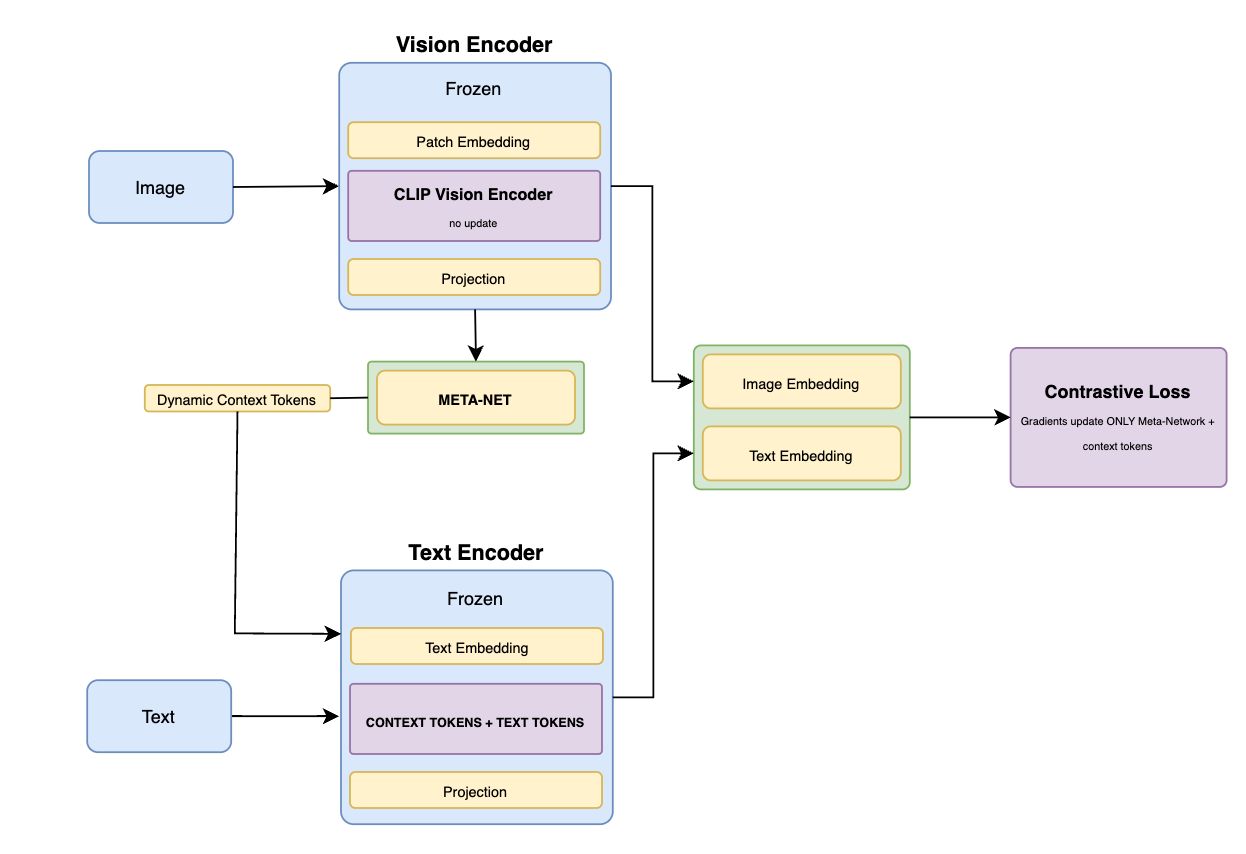 Vision Encoder
Frozen
Patch Embedding
CLIP Vision Encoder
no update
Projection
Image
META-NET
Dynamic Context Tokens
Image Embedding
Text Embedding
Contrastive Loss
Gradients update ONLY Meta-Network +
context tokens
Text Encoder
Frozen
Text Embedding
CONTEXT TOKENS + TEXT TOKENS
Projection
Text